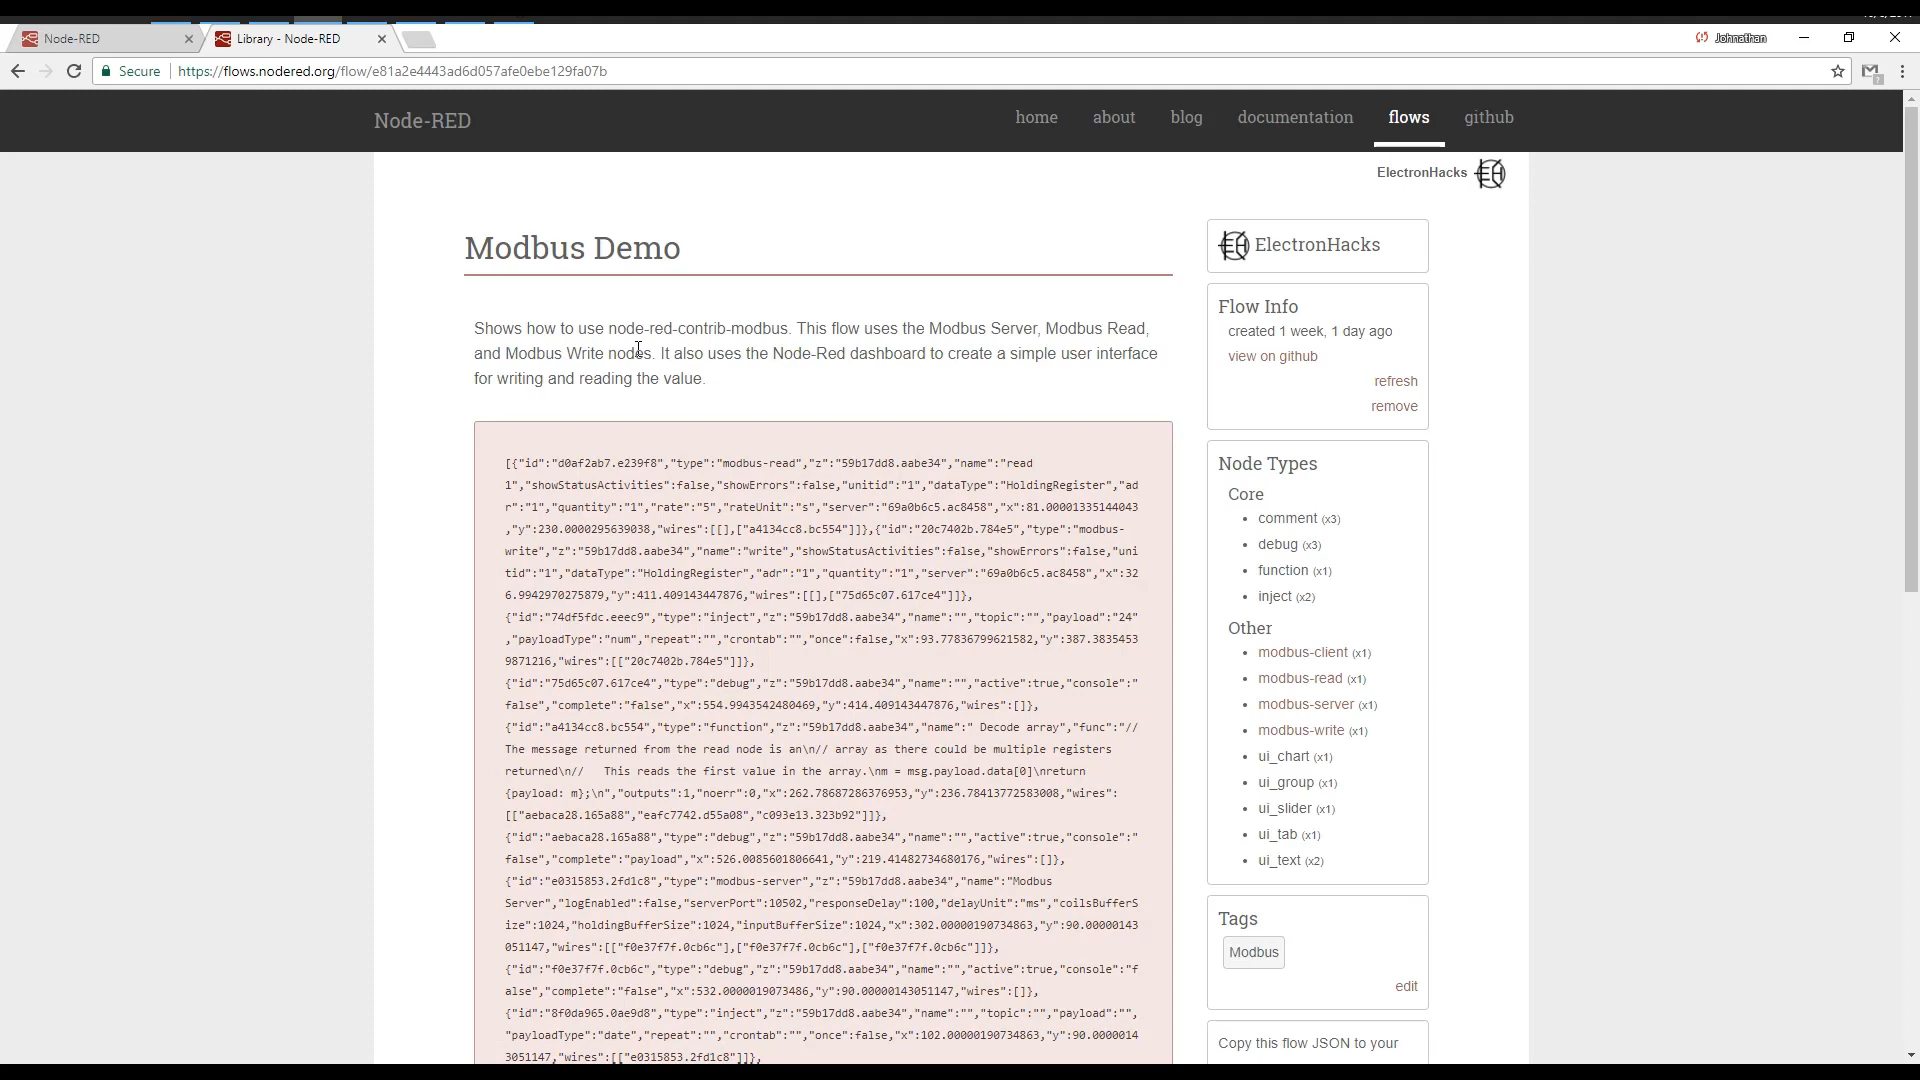 Node-RED
Library - Node-RED
Johnathan
Secure
https://flows.nodered.org/flow/e81a2e4443ad6d057afe0ebe129fa07b
Node-RED
home
about
blog
documentation
flows
github
ElectronHacks
Modbus Demo
Shows how to use node-red-contrib-modbus. This flow uses the Modbus Server, Modbus Read,
and Modbus Write nodes. It also uses the Node-Red dashboard to create a simple user interface
for writing and reading the value.
[{"id":"d0af2ab7.e239f8","type":"modbus-read","z":"59b17dd8.aabe34","name":"read
1","showStatusActivities":false,"showErrors":false,"unitid":"1","dataType":"HoldingRegister","ad
r":"1","quantity":"1","rate":"5","rateUnit":"s","server":"69a0b6c5.ac8458","x":81.00001335144043
,"y":230.0000295639038,"wires":[[],["a4134cc8.bc554"]]},{"id":"20c7402b.784e5","type":"modbus-
write","z":"59b17dd8.aabe34","name":"write","showStatusActivities":false,"showErrors":false,"uni
tid":"1","dataType":"HoldingRegister","adr":"1","quantity":"1","server":"69a0b6c5.ac8458","x":32
6.9942970275879,"y":411.409143447876,"wires":[[],["75d65c07.617ce4"]]},
{"id":"74df5fdc.eeec9","type":"inject","z":"59b17dd8.aabe34","name":"","topic":"","payload":"24"
,"payloadType":"num","repeat":"","crontab":"","once":false,"x":93.77836799621582,"y":387.3835453
9871216,"wires":[["20c7402b.784e5"]]},
{"id":"75d65c07.617ce4","type":"debug","z":"59b17dd8.aabe34","name":"","active":true,"console":"
false","complete":"false","x":554.9943542480469,"y":414.409143447876,"wires":[]},
{"id":"a4134cc8.bc554","type":"function","z":"59b17dd8.aabe34","name":" Decode array","func":"//
The message returned from the read node is an\n// array as there could be multiple registers
returned\n//   This reads the first value in the array.\nm = msg.payload.data[0]\nreturn
{payload: m};\n","outputs":1,"noerr":0,"x":262.78687286376953,"y":236.78413772583008,"wires":
[["aebaca28.165a88","eafc7742.d55a08","c093e13.323b92"]]},
{"id":"aebaca28.165a88","type":"debug","z":"59b17dd8.aabe34","name":"","active":true,"console":"
false","complete":"payload","x":526.0085601806641,"y":219.41482734680176,"wires":[]},
{"id":"e0315853.2fd1c8","type":"modbus-server","z":"59b17dd8.aabe34","name":"Modbus
Server","logEnabled":false,"serverPort":10502,"responseDelay":100,"delayUnit":"ms","coilsBufferS
ize":1024,"holdingBufferSize":1024,"inputBufferSize":1024,"x":302.00000190734863,"y":90.00000143
051147,"wires":[["f0e37f7f.0cb6c"],["f0e37f7f.0cb6c"],["f0e37f7f.0cb6c"]]},
{"id":"f0e37f7f.0cb6c","type":"debug","z":"59b17dd8.aabe34","name":"","active":true,"console":"f
alse","complete":"false","x":532.0000019073486,"y":90.00000143051147,"wires":[]},
{"id":"8f0da965.0ae9d8","type":"inject","z":"59b17dd8.aabe34","name":"","topic":"","payload":"",
"payloadType":"date","repeat":"","crontab":"","once":false,"x":102.00000190734863,"y":90.0000014
3051147,"wires":[["e0315853.2fd1c8"]]},
ElectronHacks
Flow Info
created 1 week, 1 day ago
view on github
refresh
remove
Node Types
Core
comment (x3)
debug (x3)
function (x1)
inject (x2)
Other
modbus-client (x1)
modbus-read (x1)
modbus-server (x1)
modbus-write (x1)
ui_chart (x1)
ui_group (x1)
ui_slider (x1)
ui_tab (x1)
ui_text (x2)
Tags
Modbus
edit
Copy this flow JSON to your